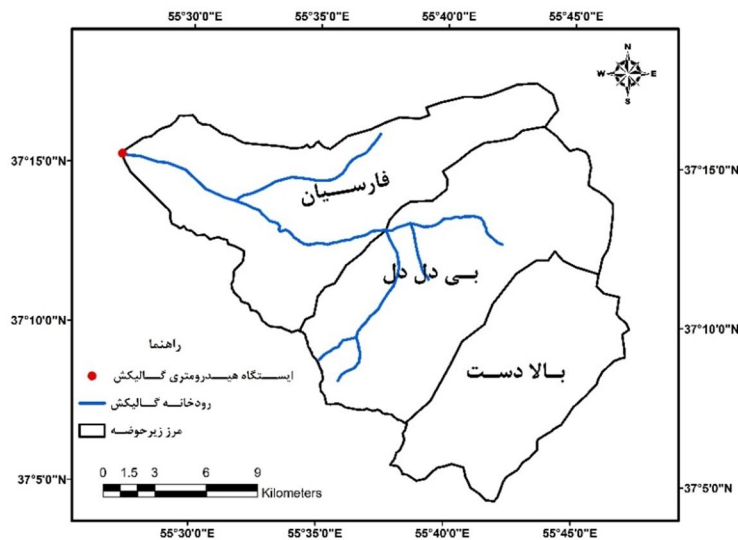 55°30'0"E 55°35'0"E 55°40'0"E 55°45'0"E
N
W E
S
37°15'0"N 37°15'0"N
فارسیان
بی دل دل
37°10'0"N 37°10'0"N
بالا دست
راهنما
ایستگاه هیدرومتری گالیکش
رودخانه گالیکش
مرز زیرحوضه
37°5'0"N 37°5'0"N
0 1.5 3 6 9
Kilometers
55°30'0"E 55°35'0"E 55°40'0"E 55°45'0"E